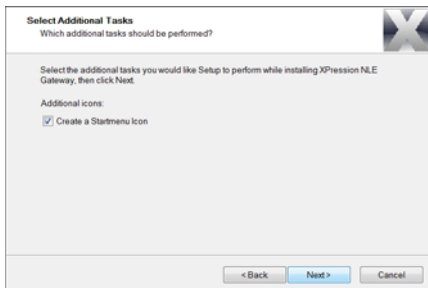 Select Additional Tasks
Which additional tasks should be performed?
Select the additional tasks you would like Setup to perform while installing XPression NLE
Gateway, then click Next.
Additional icons:
Create a Startmenu Icon
< Back Next > Cancel